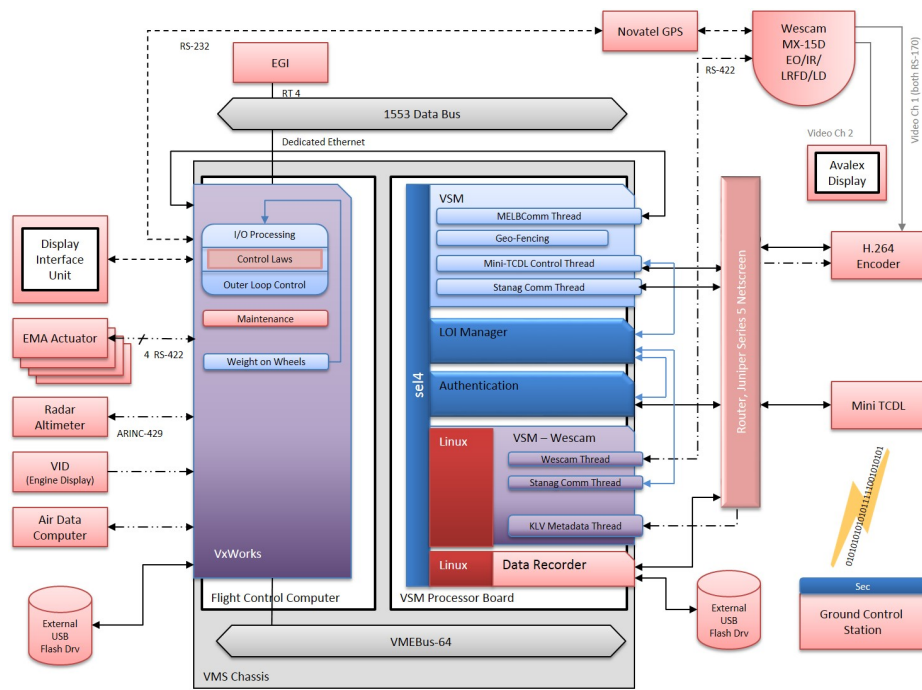 RS-232
EGI
RT 4
1553 Data Bus
Dedicated Ethernet
Novatel GPS
RS-422
Wescam
MX-15D
EO/IR/
LRFD/LD
Video Ch 1 (both RS-170)
Video Ch 2
Avalex
Display
Display
Interface
Unit
EMA Actuator
4 RS-422
Radar
Altimeter
ARINC-429
VID
(Engine Display)
Air Data
Computer
External
USB
Flash Drv
I/O Processing
Control Laws
Outer Loop Control
Maintenance
Weight on Wheels
VxWorks
Flight Control Computer
sel4
VSM
MELBComm Thread
Geo-Fencing
Mini-TCDL Control Thread
Stanag Comm Thread
LOI Manager
Authentication
Linux
VSM – Wescam
Wescam Thread
Stanag Comm Thread
KLV Metadata Thread
Linux
Data Recorder
VSM Processor Board
VMEBus-64
VMS Chassis
Router, Juniper Series 5 Netscreen
H.264
Encoder
Mini TCDL
External
USB
Flash Drv
Sec
Ground Control
Station